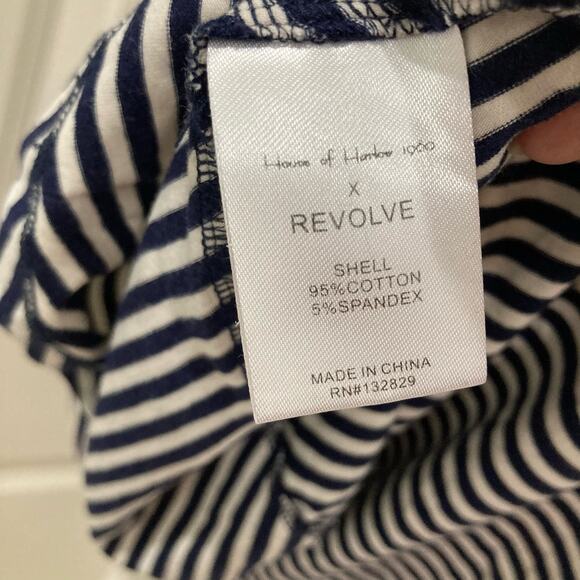 House of Harlow 1960
X
REVOLVE
SHELL
95%COTTON
5%SPANDEX
MADE IN CHINA
RN#132829